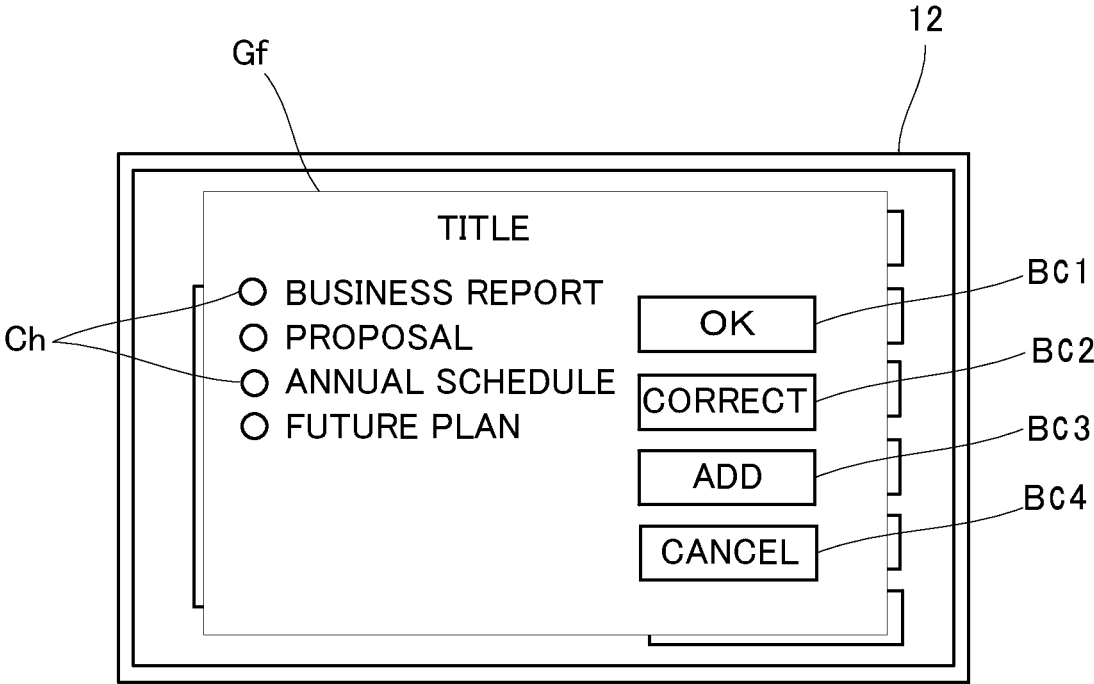 12
Gf
TITLE
BUSINESS REPORT
PROPOSAL
ANNUAL SCHEDULE
FUTURE PLAN
Ch
OK
CORRECT
ADD
CANCEL
BC1
BC2
BC3
BC4